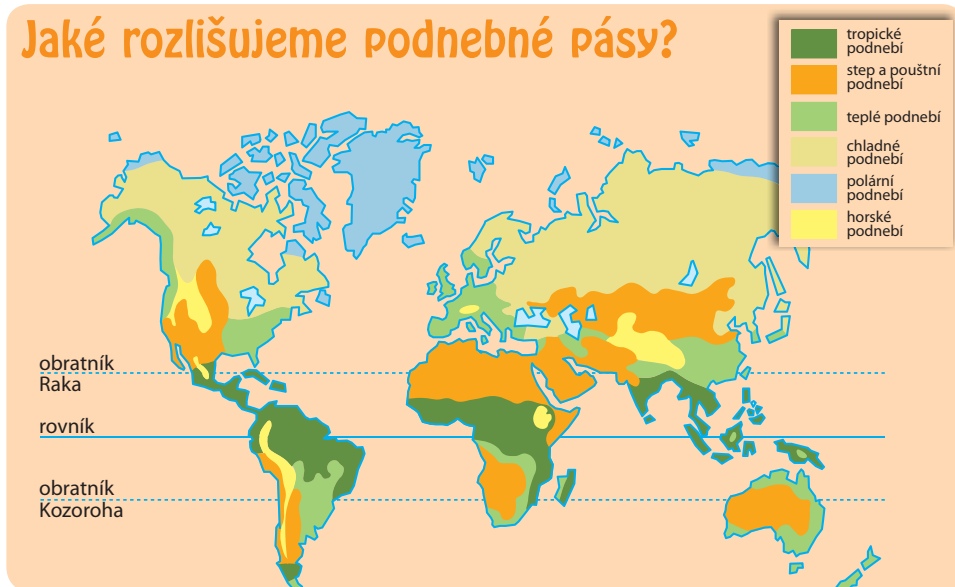 Jaké rozlišujeme podnebné pásy?
tropické
podnebí
step a pouštní
podnebí
teplé podnebí
chladné
podnebí
polární
podnebí
horské
podnebí
obratník
Raka
rovník
obratník
Kozoroha